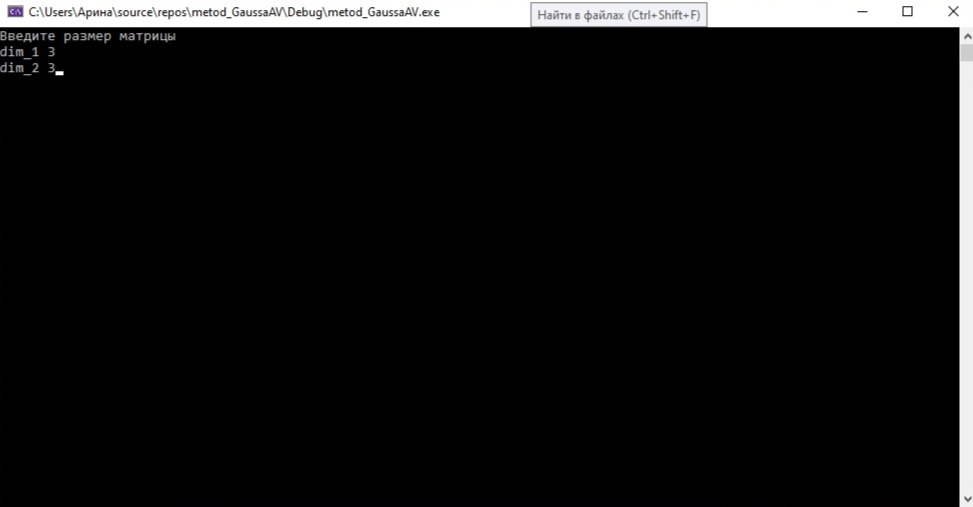 C:\Users\Арина\source\repos\metod_GaussaAV\Debug\metod_GaussaAV.exe
Найти в файлах (Ctrl+Shift+F)
Введите размер матрицы
dim_1 3
dim_2 3